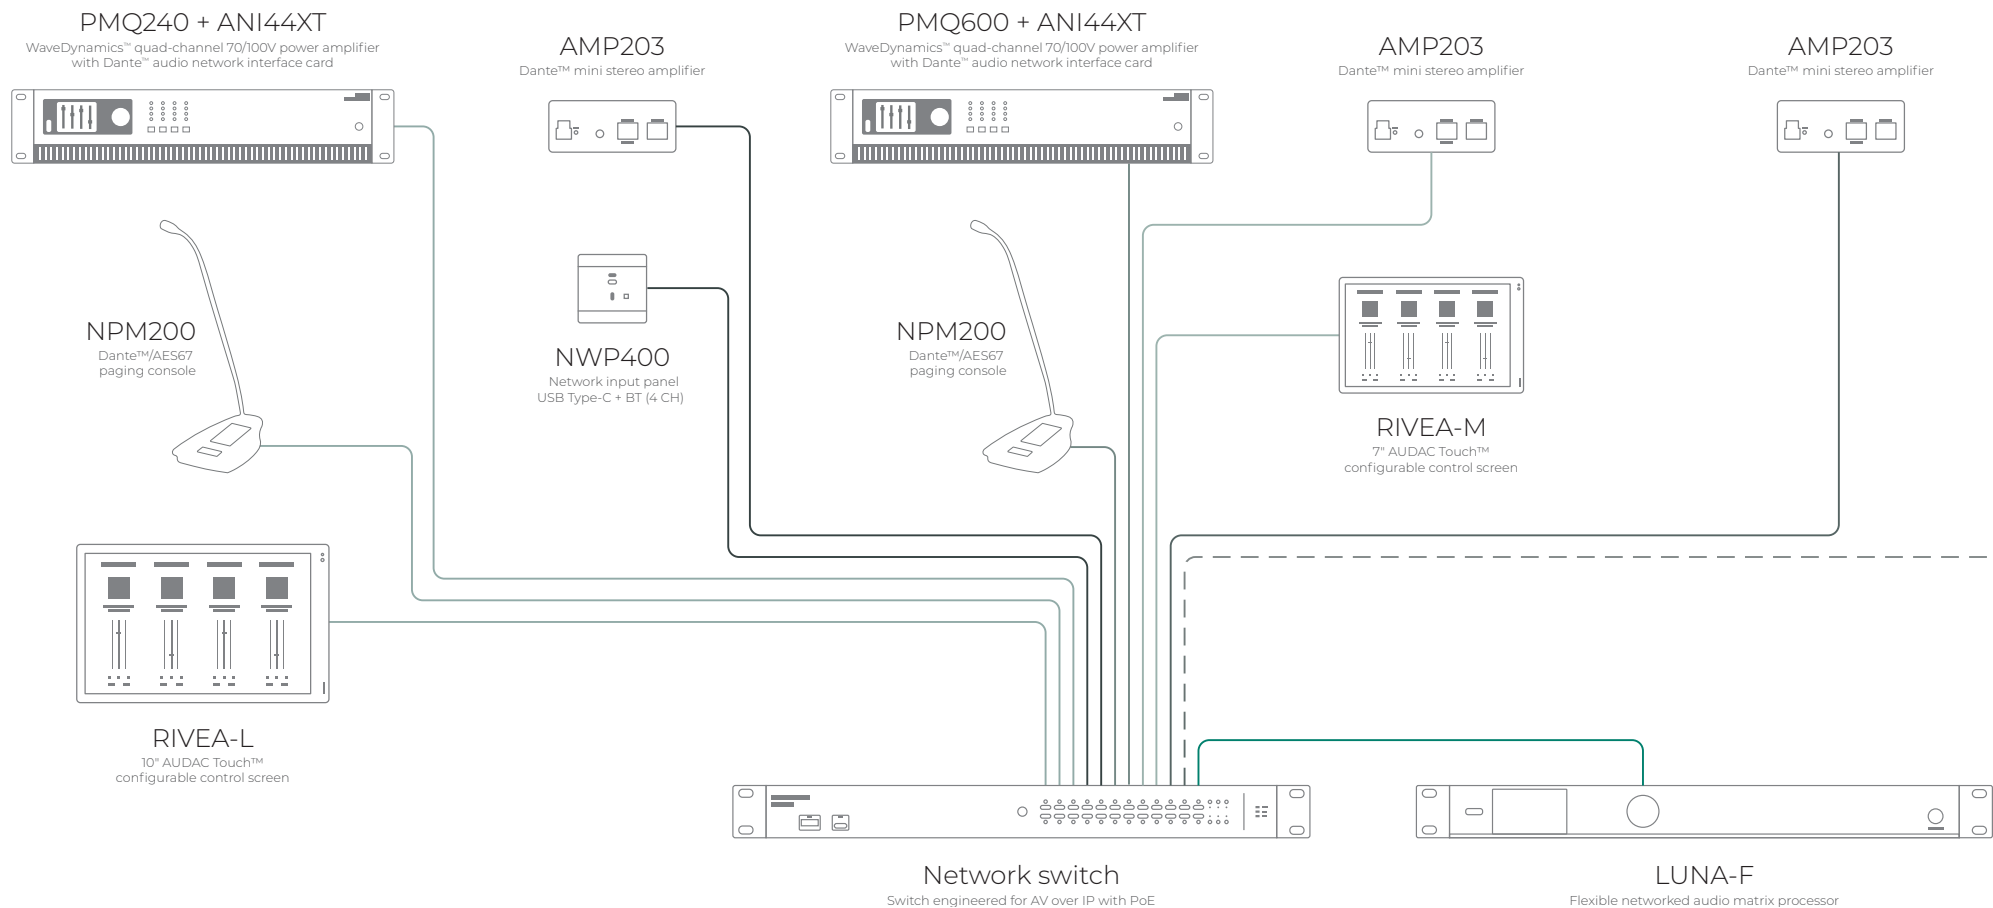 PMQ240 + ANI44XT
WaveDynamics™ quad-channel 70/100V power amplifier
with Dante™ audio network interface card
AMP203
Dante™ mini stereo amplifier
PMQ600 + ANI44XT
WaveDynamics™ quad-channel 70/100V power amplifier
with Dante™ audio network interface card
AMP203
Dante™ mini stereo amplifier
AMP203
Dante™ mini stereo amplifier
NPM200
Dante™/AES67
paging console
NWP400
Network input panel
USB Type-C + BT (4 CH)
NPM200
Dante™/AES67
paging console
RIVEA-M
7" AUDAC Touch™
configurable control screen
RIVEA-L
10" AUDAC Touch™
configurable control screen
Network switch
Switch engineered for AV over IP with PoE
LUNA-F
Flexible networked audio matrix processor